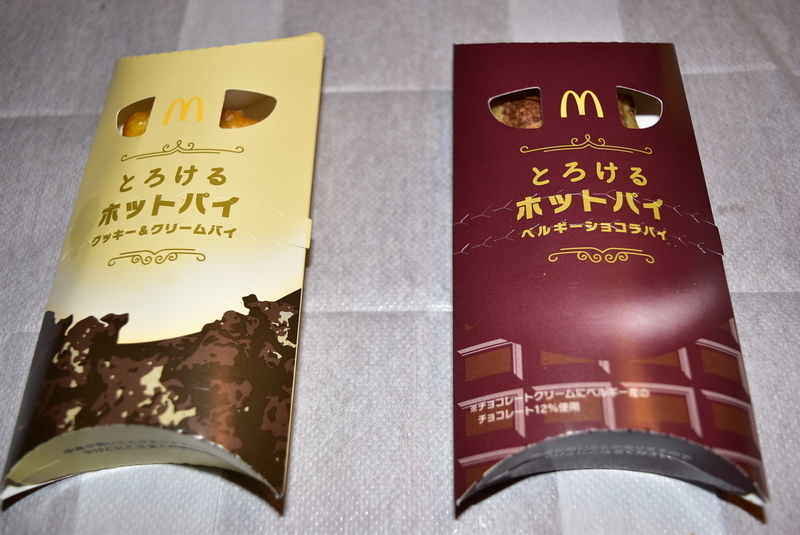 とろける
ホットパイ
クッキー＆クリームパイ
とろける
ホットパイ
ベルギーショコラパイ
※チョコレートクリームにベルギー産の
チョコレート12％使用